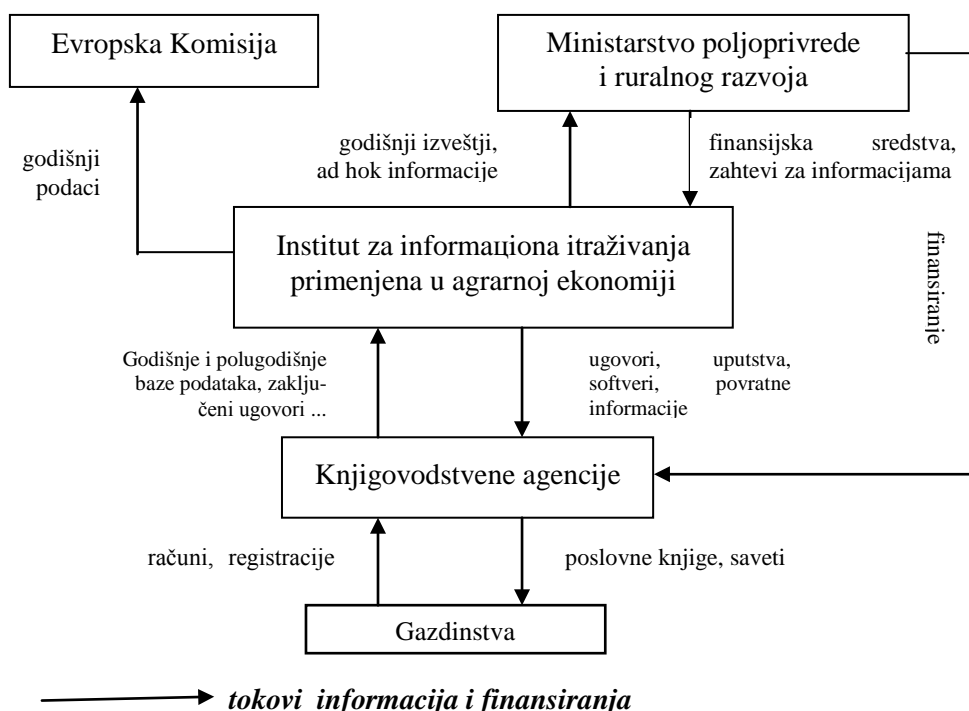 Evropska Komisija
Ministarstvo poljoprivrede
i ruralnog razvoja
godišnji
podaci
godišnji izveštji,
ad hok informacije
finansijska sredstva,
zahtevi za informacijama
Institut za informaциona itraživanja
primenjena u agrarnoj ekonomiji
finansiranje
Godišnje i polugodišnje
baze podataka, zaklju-
čeni ugovori ...
ugovori, uputstva,
softveri, povratne
informacije
Knjigovodstvene agencije
računi, registracije
poslovne knjige, saveti
Gazdinstva
tokovi informacija i finansiranja